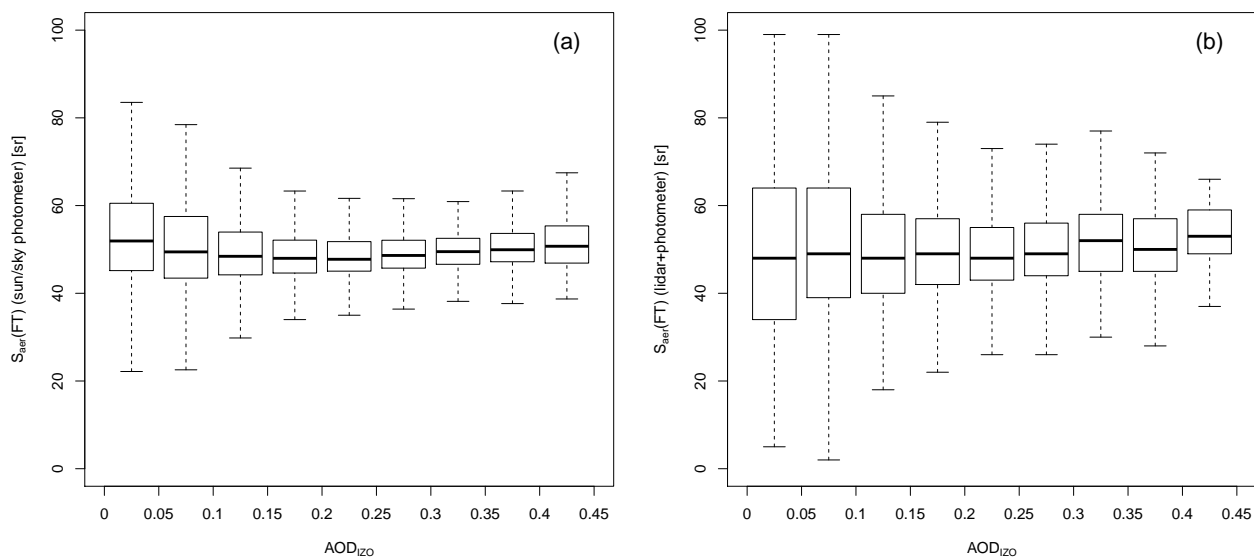 (a)
S_aer(FT) (sun/sky photometer) [sr]
100
80
60
40
20
0
0 0.05 0.1 0.15 0.2 0.25 0.3 0.35 0.4 0.45
AOD_IZO
(b)
S_aer(FT) (lidar+photometer) [sr]
100
80
60
40
20
0
0 0.05 0.1 0.15 0.2 0.25 0.3 0.35 0.4 0.45
AOD_IZO